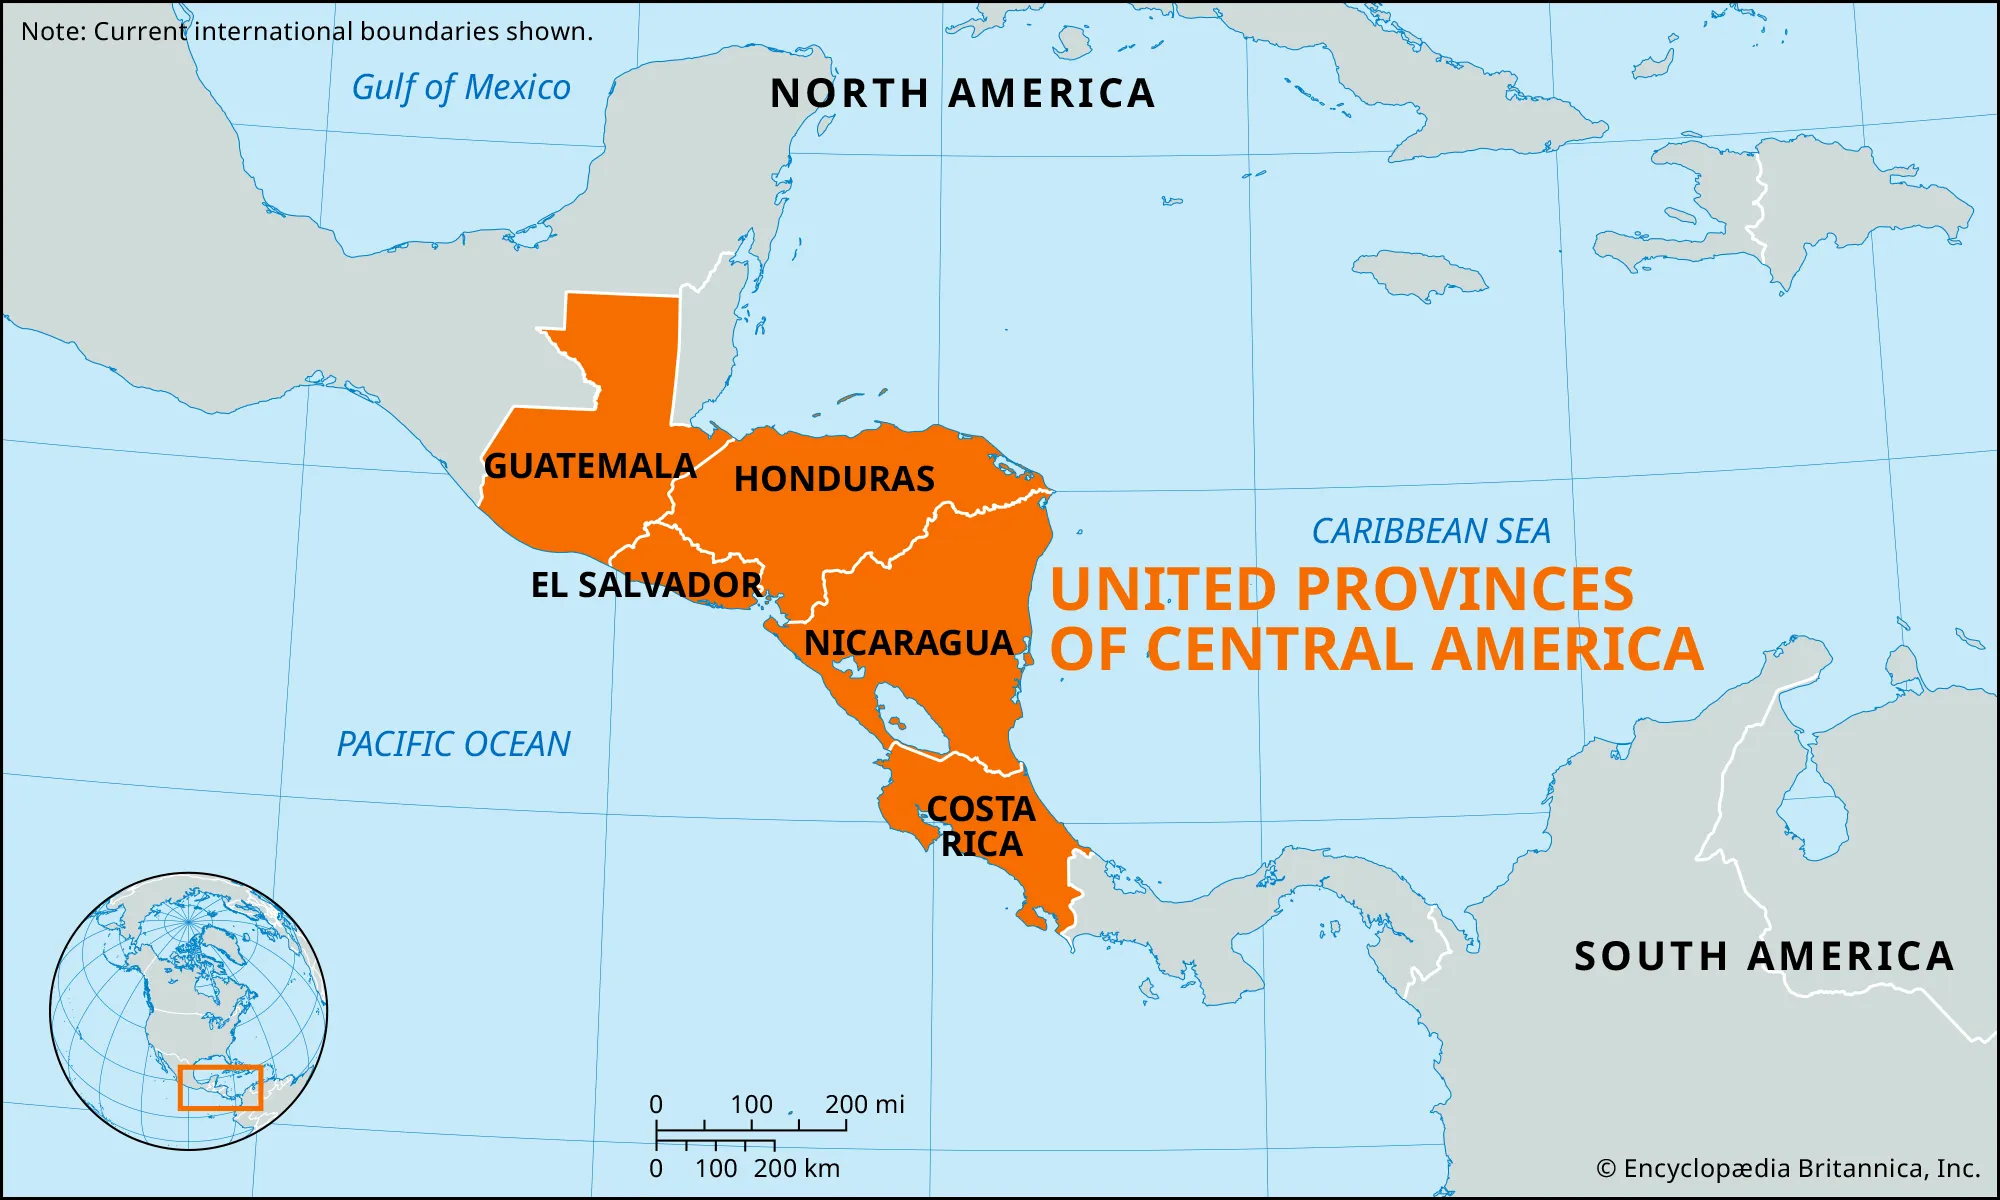 Note: Current international boundaries shown.
Gulf of Mexico
NORTH AMERICA
GUATEMALA
HONDURAS
CARIBBEAN SEA
UNITED PROVINCES
OF CENTRAL AMERICA
EL SALVADOR
NICARAGUA
PACIFIC OCEAN
COSTA
RICA
SOUTH AMERICA
0 100 200 mi
0 100 200 km
© Encyclopædia Britannica, Inc.